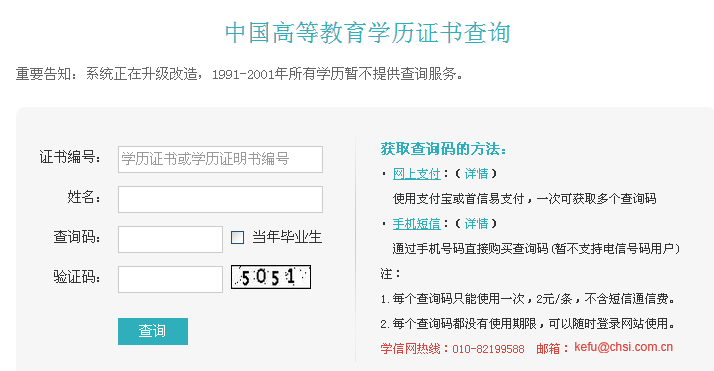 中国高等教育学历证书查询
重要告知：系统正在升级改造，1991-2001年所有学历暂不提供查询服务。
证书编号：
学历证书或学历证明书编号
姓名：
查询码：
当年毕业生
验证码：
5051
查询
获取查询码的方法：
· 网上支付：（详情）
使用支付宝或首信易支付，一次可获取多个查询码
· 手机短信：（详情）
通过手机号码直接购买查询码(暂不支持电信号码用户)
注：
1.每个查询码只能使用一次，2元/条，不含短信通信费。
2.每个查询码都没有使用期限，可以随时登录网站使用。
学信网热线：010-82199588 邮箱：kefu@chsi.com.cn